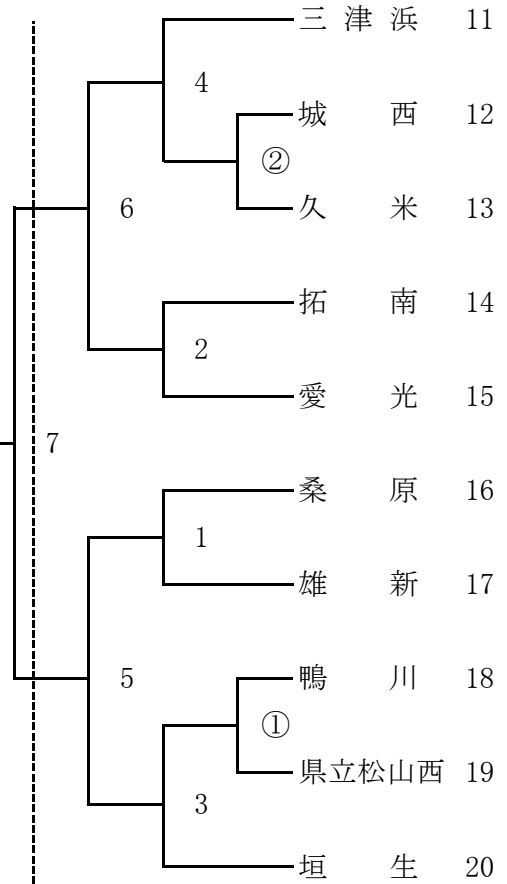 三津浜 11
4
城西 12
②
久米 13
6
拓南 14
2
愛光 15
7
桑原 16
1
雄新 17
5
鴨川 18
①
県立松山西 19
3
垣生 20